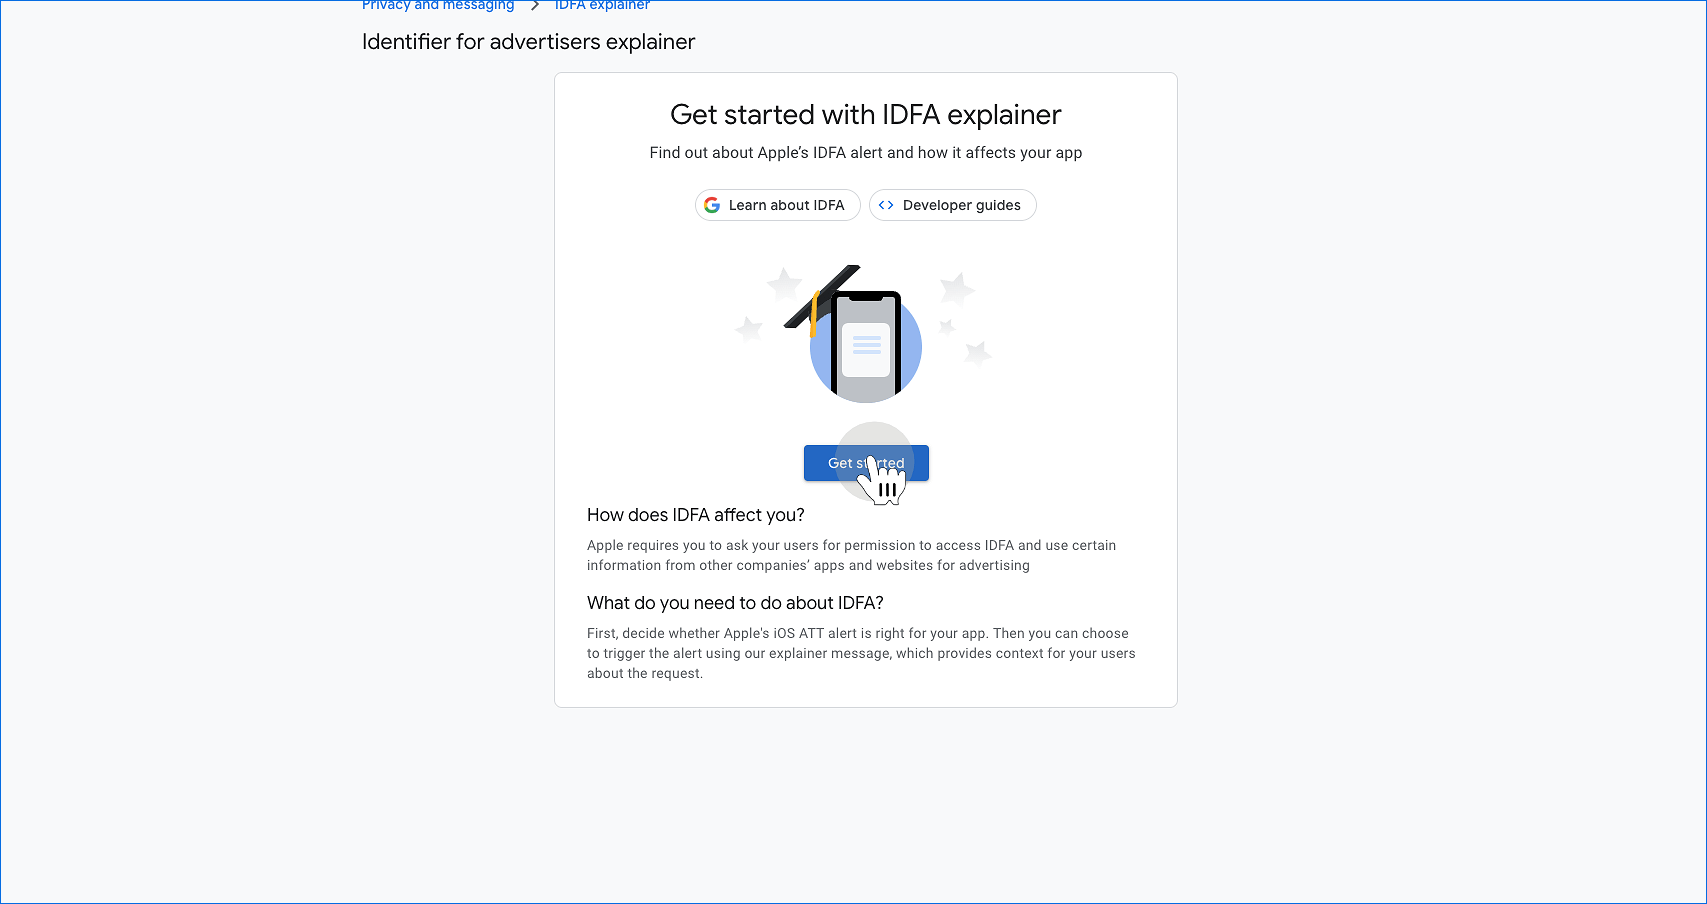 Privacy and messaging > IDFA explainer
Identifier for advertisers explainer
Get started with IDFA explainer
Find out about Apple’s IDFA alert and how it affects your app
Learn about IDFA
Developer guides
Get started
How does IDFA affect you?
Apple requires you to ask your users for permission to access IDFA and use certain
information from other companies’ apps and websites for advertising
What do you need to do about IDFA?
First, decide whether Apple's iOS ATT alert is right for your app. Then you can choose
to trigger the alert using our explainer message, which provides context for your users
about the request.